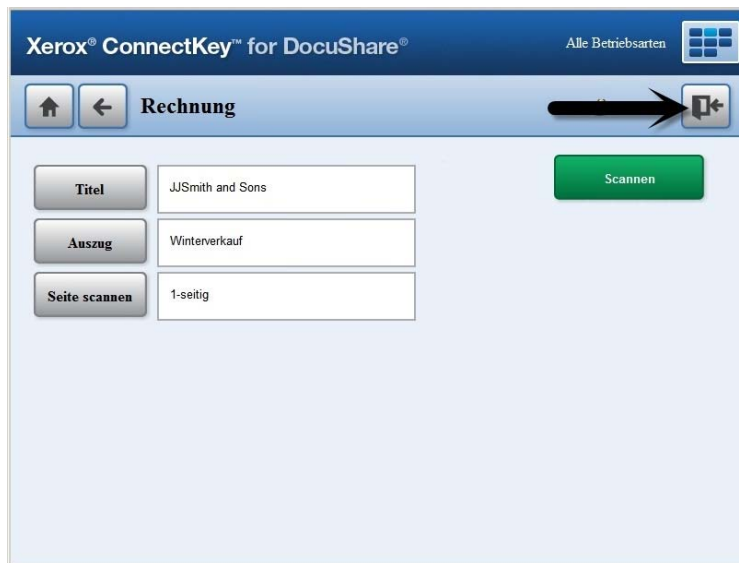 Xerox® ConnectKey™ for DocuShare®
Alle Betriebsarten
Rechnung
Titel
JJSmith and Sons
Scannen
Auszug
Winterverkauf
Seite scannen
1-seitig